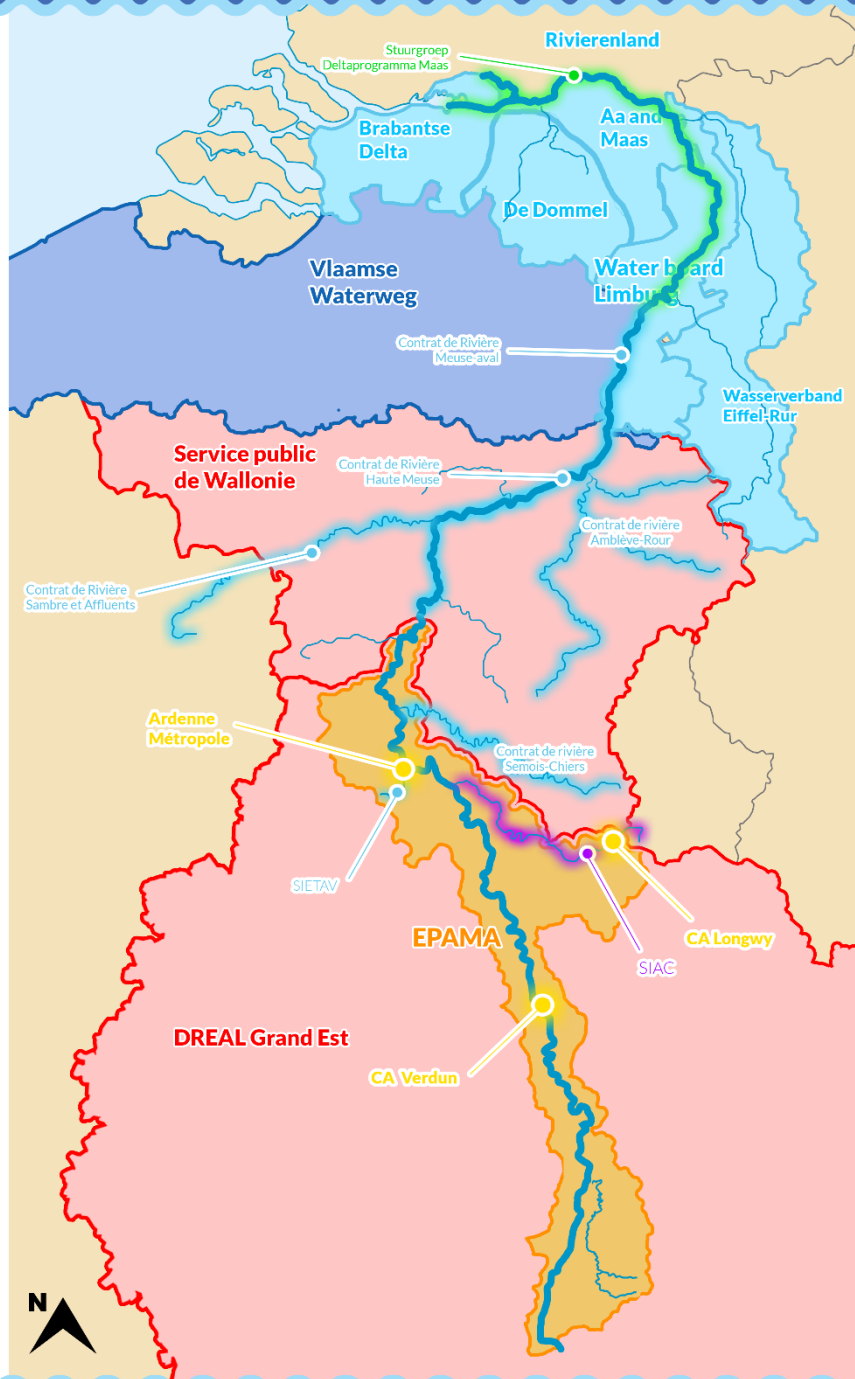 Rivierenland
Stuurgroep
Deltaprogramma Maas
Brabantse
Delta
Aa and
Maas
De Dommel
Vlaamse
Waterweg
Water board
Limburg
Contrat de Rivière
Meuse-aval
Wasserverband
Eiffel-Rur
Service public
de Wallonie
Contrat de Rivière
Haute Meuse
Contrat de rivière
Amblève-Rour
Contrat de Rivière
Sambre et Affluents
Ardenne
Métropole
Contrat de rivière
Semois-Chiers
SIETAV
EPAMA
CA Longwy
SIAC
DREAL Grand Est
CA Verdun
N